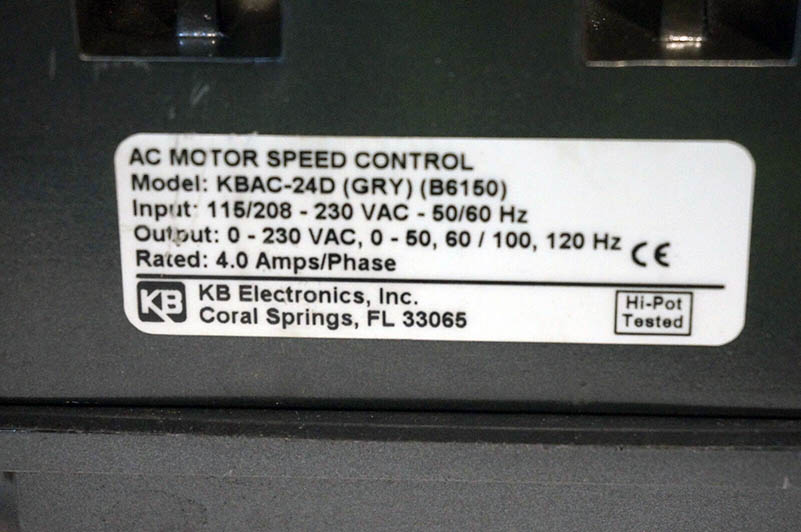 AC MOTOR SPEED CONTROL
Model: KBAC-24D (GRY) (B6150)
Input: 115/208 - 230 VAC - 50/60 Hz
Output: 0 - 230 VAC, 0 - 50, 60 / 100, 120 Hz CE
Rated: 4.0 Amps/Phase
KB KB Electronics, Inc.
Coral Springs, FL 33065
Hi-Pot
Tested